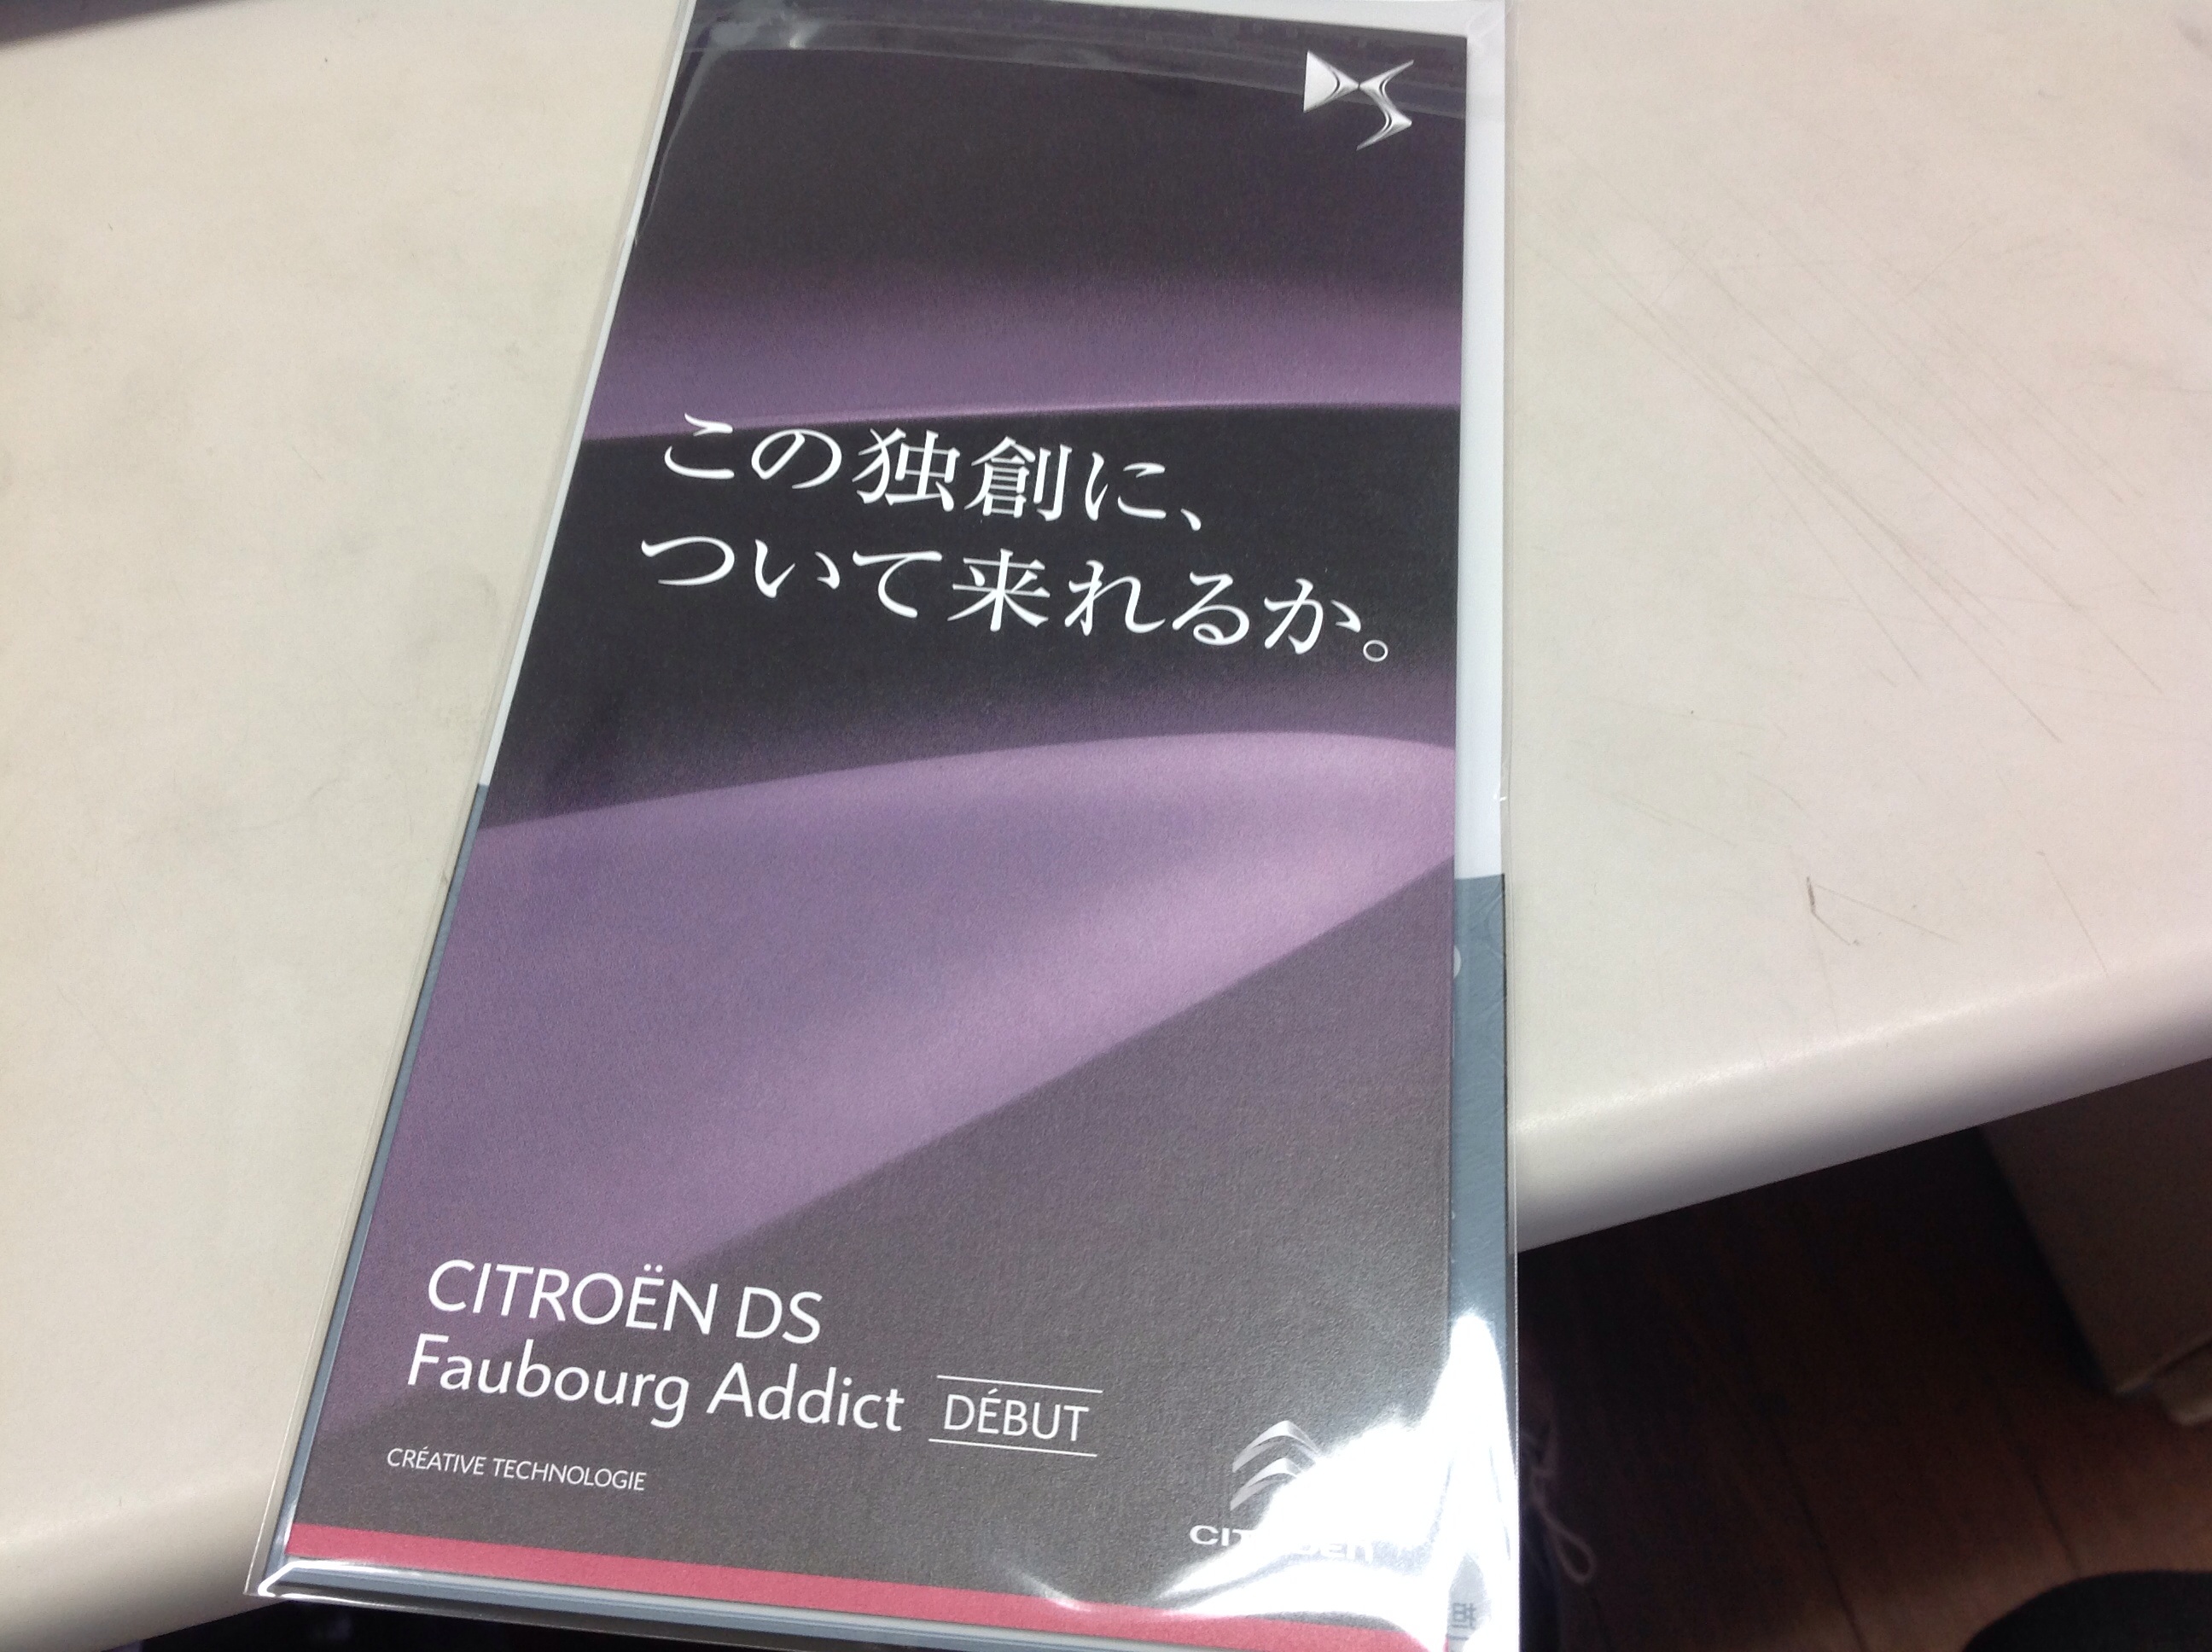 DS
この独創に、
ついて来れるか。
CITROËN DS
Faubourg Addict DÉBUT
CRÉATIVE TECHNOLOGIE